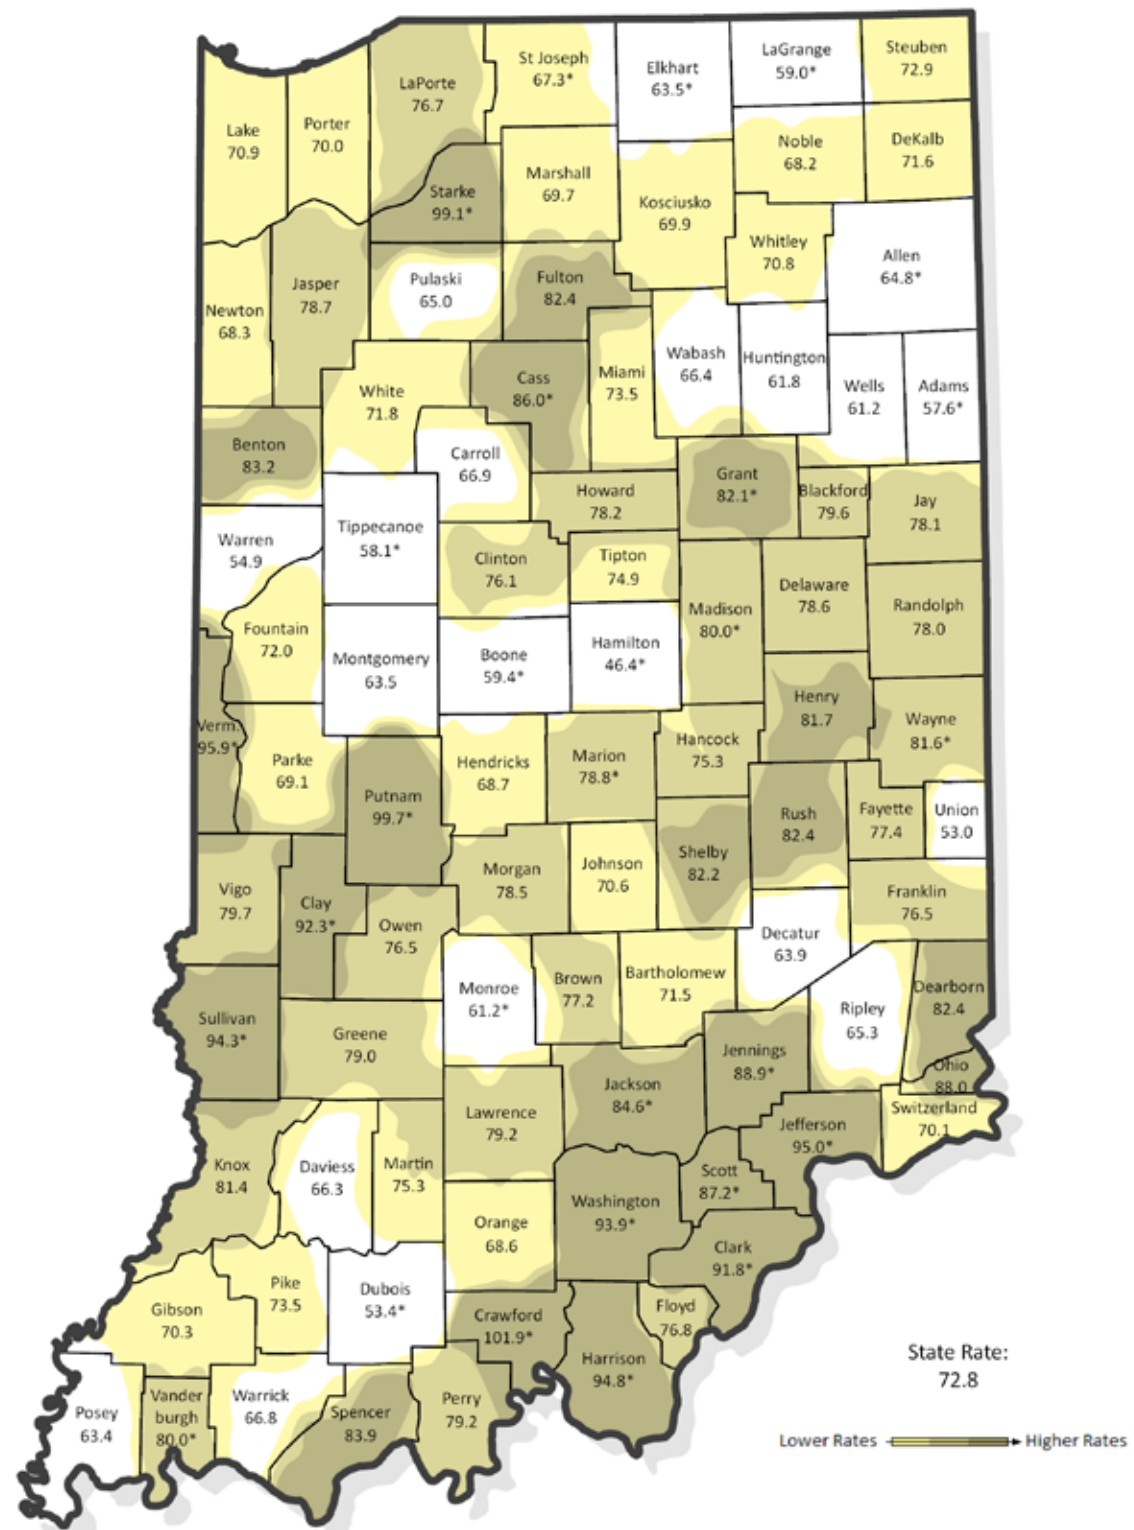 St Joseph
67.3*
LaGrange
59.0*
Steuben
72.9
Elkhart
63.5*
LaPorte
76.7
Lake
70.9
Porter
70.0
Noble
68.2
DeKalb
71.6
Marshall
69.7
Starke
99.1*
Kosciusko
69.9
Whitley
70.8
Allen
64.8*
Jasper
78.7
Pulaski
65.0
Fulton
82.4
Newton
68.3
Wabash
66.4
Huntington
61.8
Miami
73.5
Cass
86.0*
White
71.8
Wells
61.2
Adams
57.6*
Benton
83.2
Carroll
66.9
Grant
82.1*
Howard
78.2
Blackford
79.6
Jay
78.1
Warren
54.9
Tippecanoe
58.1*
Clinton
76.1
Tipton
74.9
Delaware
78.6
Madison
80.0*
Randolph
78.0
Fountain
72.0
Montgomery
63.5
Boone
59.4*
Hamilton
46.4*
Henry
81.7
Wayne
81.6*
Verm.
95.9*
Parke
69.1
Hendricks
68.7
Marion
78.8*
Hancock
75.3
Putnam
99.7*
Rush
82.4
Fayette
77.4
Union
53.0
Shelby
82.2
Johnson
70.6
Morgan
78.5
Vigo
79.7
Clay
92.3*
Owen
76.5
Franklin
76.5
Decatur
63.9
Monroe
61.2*
Brown
77.2
Bartholomew
71.5
Dearborn
82.4
Ripley
65.3
Sullivan
94.3*
Greene
79.0
Jennings
88.9*
Ohio
88.0
Jackson
84.6*
Switzerland
70.1
Lawrence
79.2
Jefferson
95.0*
Knox
81.4
Daviess
66.3
Martin
75.3
Scott
87.2*
Washington
93.9*
Orange
68.6
Clark
91.8*
Pike
73.5
Dubois
53.4*
Gibson
70.3
Crawford
101.9*
Floyd
76.8
Harrison
94.8*
State Rate:
72.8
Posey
63.4
Vander
burgh
80.0*
Warrick
66.8
Spencer
83.9
Perry
79.2
Lower Rates
Higher Rates